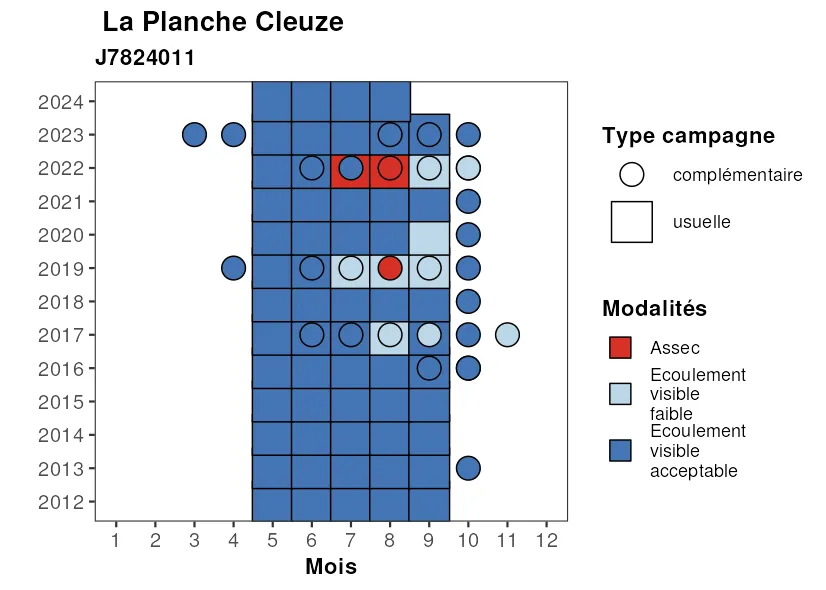 La Planche Cleuze
J7824011
2024
2023
2022
2021
2020
2019
2018
2017
2016
2015
2014
2013
2012
1 2 3 4 5 6 7 8 9 10 11 12
Mois
Type campagne
complémentaire
usuelle
Modalités
Assec
Ecoulement
visible
faible
Ecoulement
visible
acceptable